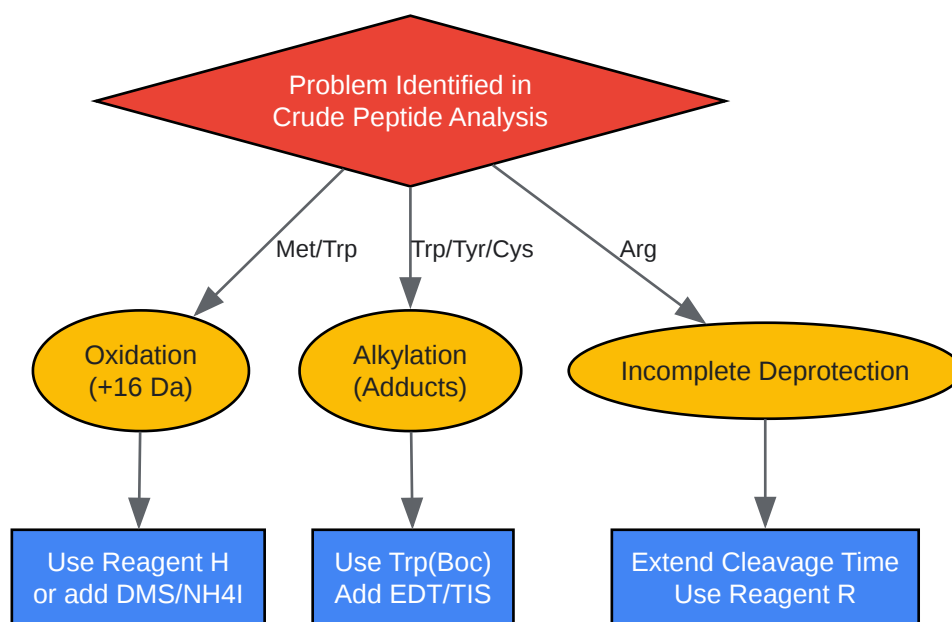 Problem Identified in
Crude Peptide Analysis
Met/Trp
Trp/Tyr/Cys
Arg
Oxidation
(+16 Da)
Alkylation
(Adducts)
Incomplete Deprotection
Use Reagent H
or add DMS/NH4I
Use Trp(Boc)
Add EDT/TIS
Extend Cleavage Time
Use Reagent R